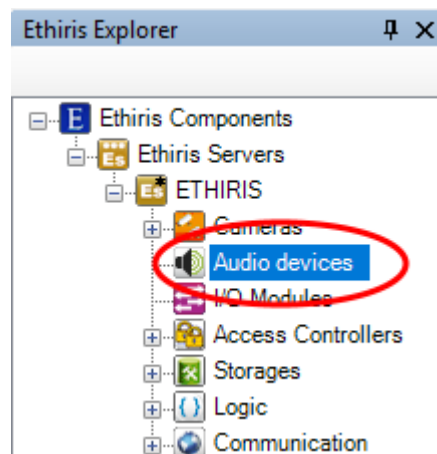 Ethiris Explorer
Ethiris Components
Ethiris Servers
ETHIRIS
Cameras
Audio devices
I/O Modules
Access Controllers
Storages
Logic
Communication